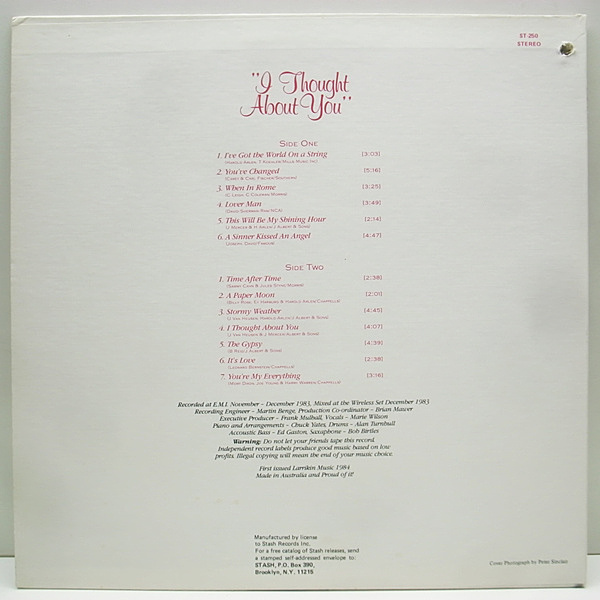 ST-250
STEREO
"I Thought
About You"
SIDE ONE
1. I've Got the World On a String [3:03]
2. You've Changed [5:16]
3. When In Rome [3:25]
4. Lover Man [3:49]
5. This Will Be My Shining Hour [2:14]
6. A Sinner Kissed An Angel [4:47]
SIDE TWO
1. Time After Time [2:38]
2. A Paper Moon [2:01]
3. Stormy Weather [4:45]
4. I Thought About You [4:07]
5. The Gypsy [4:39]
6. It's Love [2:38]
(LEONARD BERNSTEIN/CHAPPELLS)
7. You're My Everything [3:16]
Recorded at E.M.I. November – December 1983, Mixed at the Wireless Set December 1983
Recording Engineer – Martin Benge, Production Co-ordinator – Brian Mawer
Executive Producer – Frank Mulhall, Vocals – Marie Wilson
Piano and Arrangements – Chuck Yates, Drums – Alan Turnbull
Accoustic Bass – Ed Gaston, Saxaphone – Bob Birtles
Warning: Do not let your friends tape this record.
Independent record labels produce good music based on low
profits. Illegal copying will mean the end of your music choice.
First issued Larrikin Music 1984
Made in Australia and Proud of it!
Manufactured by license
to Stash Records Inc.
For a free catalog of Stash releases, send
a stamped self-addressed envelope to:
STASH, P.O. Box 390,
Brooklyn, N.Y. 11215
Cover Photograph by Peter Sinclair